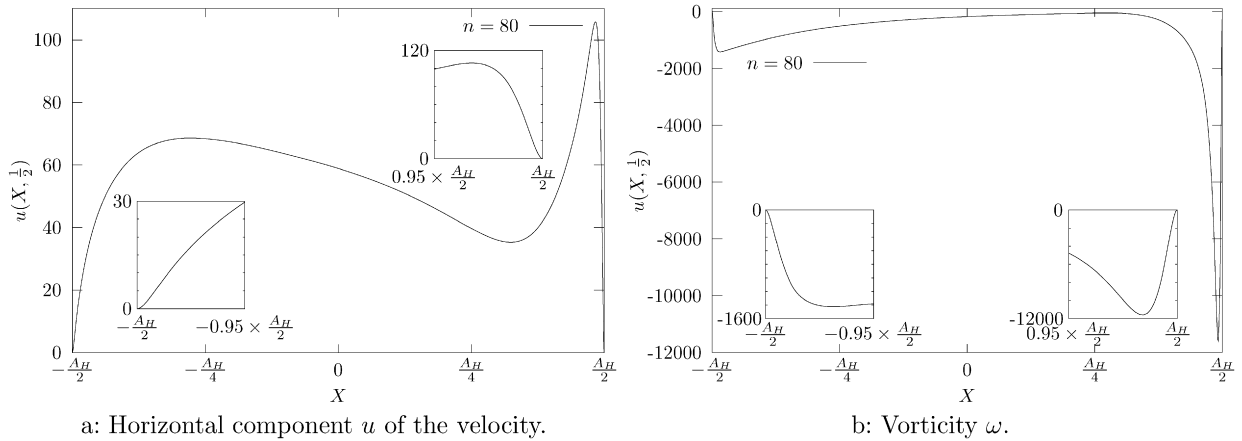 n = 80
100
80
60
40
20
0
u(X, 1/2)
120
0
0.95 × A_H/2
A_H/2
30
0
−A_H/2
−0.95 × A_H/2
−A_H/2
−A_H/4
0
A_H/4
A_H/2
X
a: Horizontal component u of the velocity.
n = 80
0
-2000
-4000
-6000
-8000
-10000
-12000
u(X, 1/2)
0
-1600
−A_H/2
−0.95 × A_H/2
0
-12000
0.95 × A_H/2
A_H/2
−A_H/2
−A_H/4
0
A_H/4
A_H/2
X
b: Vorticity ω.